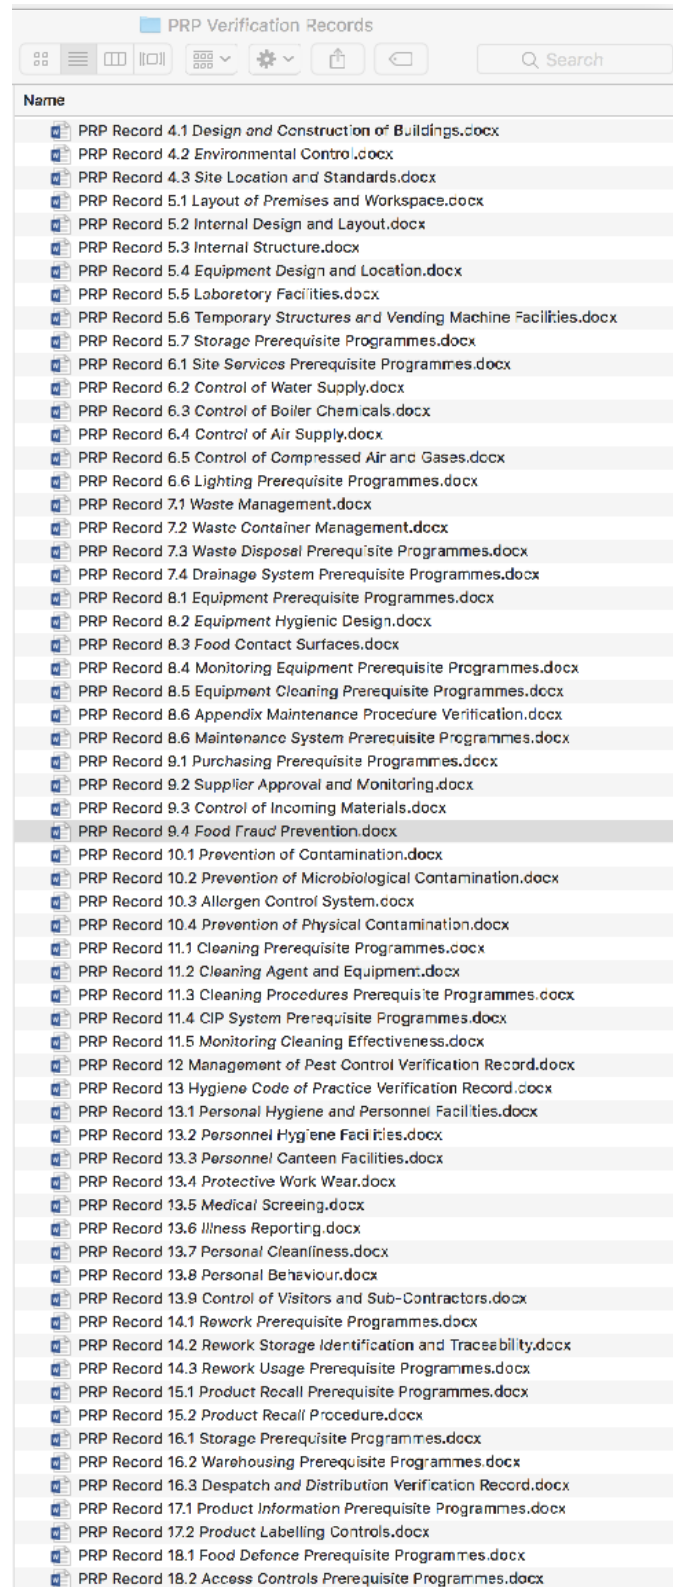 PRP Verification Records
Search
Name
PRP Record 4.1 Design and Construction of Buildings.docx
PRP Record 4.2 Environmental Control.docx
PRP Record 4.3 Site Location and Standards.docx
PRP Record 5.1 Layout of Premises and Workspace.docx
PRP Record 5.2 Internal Design and Layout.docx
PRP Record 5.3 Internal Structure.docx
PRP Record 5.4 Equipment Design and Location.docx
PRP Record 5.5 Laboratory Facilities.docx
PRP Record 5.6 Temporary Structures and Vending Machine Facilities.docx
PRP Record 5.7 Storage Prerequisite Programmes.docx
PRP Record 6.1 Site Services Prerequisite Programmes.docx
PRP Record 6.2 Control of Water Supply.docx
PRP Record 6.3 Control of Boiler Chemicals.docx
PRP Record 6.4 Control of Air Supply.docx
PRP Record 6.5 Control of Compressed Air and Gases.docx
PRP Record 6.6 Lighting Prerequisite Programmes.docx
PRP Record 7.1 Waste Management.docx
PRP Record 7.2 Waste Container Management.docx
PRP Record 7.3 Waste Disposal Prerequisite Programmes.docx
PRP Record 7.4 Drainage System Prerequisite Programmes.docx
PRP Record 8.1 Equipment Prerequisite Programmes.docx
PRP Record 8.2 Equipment Hygienic Design.docx
PRP Record 8.3 Food Contact Surfaces.docx
PRP Record 8.4 Monitoring Equipment Prerequisite Programmes.docx
PRP Record 8.5 Equipment Cleaning Prerequisite Programmes.docx
PRP Record 8.6 Appendix Maintenance Procedure Verification.docx
PRP Record 8.6 Maintenance System Prerequisite Programmes.docx
PRP Record 9.1 Purchasing Prerequisite Programmes.docx
PRP Record 9.2 Supplier Approval and Monitoring.docx
PRP Record 9.3 Control of Incoming Materials.docx
PRP Record 9.4 Food Fraud Prevention.docx
PRP Record 10.1 Prevention of Contamination.docx
PRP Record 10.2 Prevention of Microbiological Contamination.docx
PRP Record 10.3 Allergen Control System.docx
PRP Record 10.4 Prevention of Physical Contamination.docx
PRP Record 11.1 Cleaning Prerequisite Programmes.docx
PRP Record 11.2 Cleaning Agent and Equipment.docx
PRP Record 11.3 Cleaning Procedures Prerequisite Programmes.docx
PRP Record 11.4 CIP System Prerequisite Programmes.docx
PRP Record 11.5 Monitoring Cleaning Effectiveness.docx
PRP Record 12 Management of Pest Control Verification Record.docx
PRP Record 13 Hygiene Code of Practice Verification Record.docx
PRP Record 13.1 Personal Hygiene and Personnel Facilities.docx
PRP Record 13.2 Personnel Hygiene Facilities.docx
PRP Record 13.3 Personnel Canteen Facilities.docx
PRP Record 13.4 Protective Work Wear.docx
PRP Record 13.5 Medical Screeing.docx
PRP Record 13.6 Illness Reporting.docx
PRP Record 13.7 Personal Cleanliness.docx
PRP Record 13.8 Personal Behaviour.docx
PRP Record 13.9 Control of Visitors and Sub-Contractors.docx
PRP Record 14.1 Rework Prerequisite Programmes.docx
PRP Record 14.2 Rework Storage Identification and Traceability.docx
PRP Record 14.3 Rework Usage Prerequisite Programmes.docx
PRP Record 15.1 Product Recall Prerequisite Programmes.docx
PRP Record 15.2 Product Recall Procedure.docx
PRP Record 16.1 Storage Prerequisite Programmes.docx
PRP Record 16.2 Warehousing Prerequisite Programmes.docx
PRP Record 16.3 Despatch and Distribution Verification Record.docx
PRP Record 17.1 Product Information Prerequisite Programmes.docx
PRP Record 17.2 Product Labelling Controls.docx
PRP Record 18.1 Food Defence Prerequisite Programmes.docx
PRP Record 18.2 Access Controls Prerequisite Programmes.docx